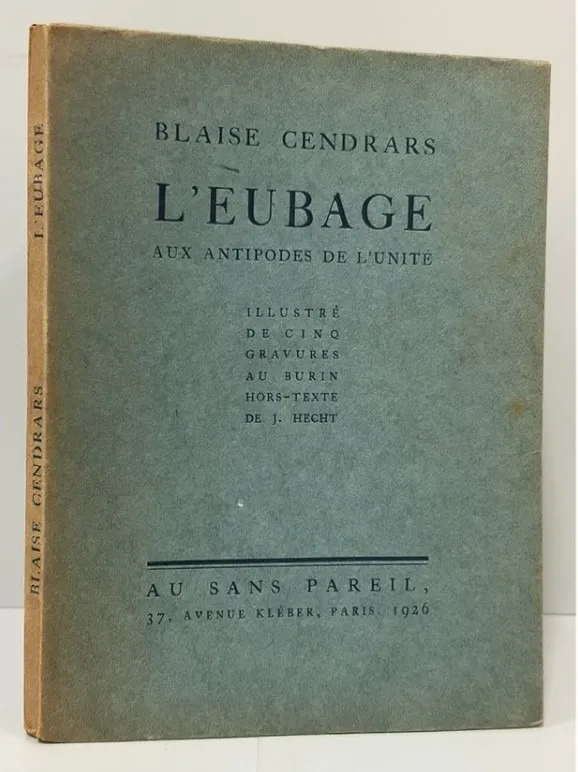 BLAISE CENDRARS
L'EUBAGE
AUX ANTIPODES DE L'UNITÉ
ILLUSTRÉ
DE CINQ
GRAVURES
AU BURIN
HORS-TEXTE
DE J. HECHT
AU SANS PAREIL,
37, AVENUE KLÉBER, PARIS. 1926
BLAISE CENDRARS L'EUBAGE